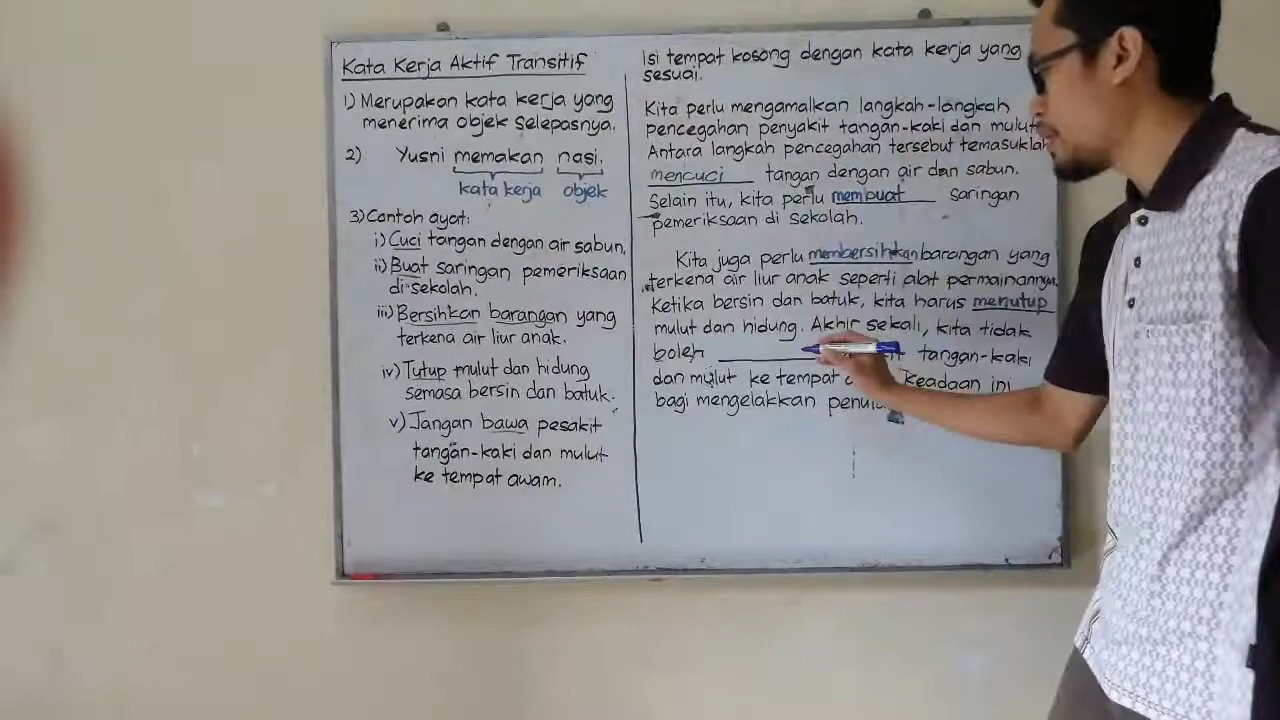 Kata Kerja Aktif Transitif
1) Merupakan kata kerja yang
menerima objek selepasnya.
2) Yusni memakan nasi.
kata kerja objek
3) Contoh ayat:
i) Cuci tangan dengan air sabun.
ii) Buat saringan pemeriksaan
di sekolah.
iii) Bersihkan barangan yang
terkena air liur anak.
iv) Tutup mulut dan hidung
semasa bersin dan batuk.
v) Jangan bawa pesakit
tangan-kaki dan mulut
ke tempat awam.
Isi tempat kosong dengan kata kerja yang
sesuai.
Kita perlu mengamalkan langkah-langkah
pencegahan penyakit tangan-kaki dan mulut
Antara langkah pencegahan tersebut temasuklah
mencuci tangan dengan air dan sabun.
Selain itu, kita perlu membuat saringan
pemeriksaan di sekolah.
Kita juga perlu membersihkan barangan yang
terkena air liur anak seperti alat permainannya.
Ketika bersin dan batuk, kita harus menutup
mulut dan hidung. Akhir sekali, kita tidak
boleh tangan-kaki
dan mulut ke tempat keadaan ini
bagi mengelakkan